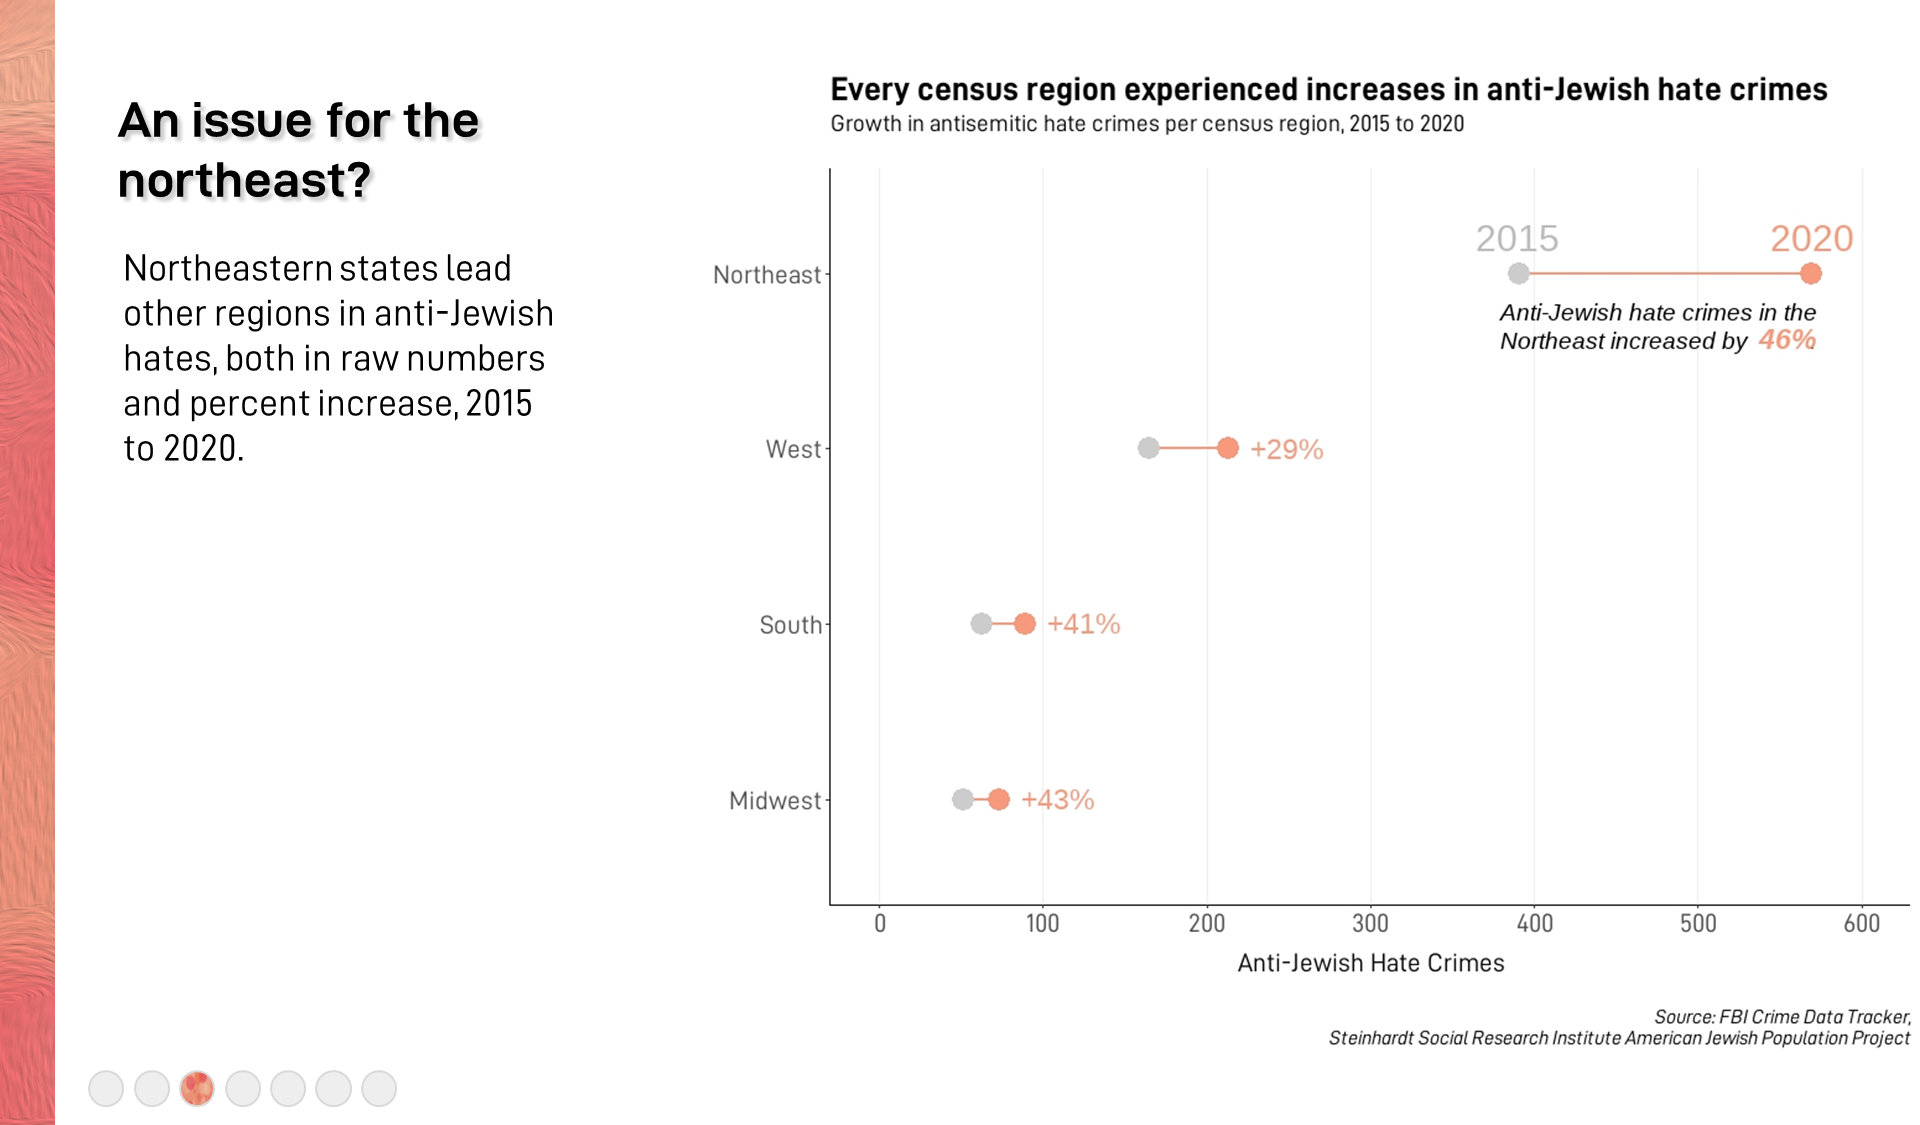 An issue for the
northeast?
Northeastern states lead
other regions in anti-Jewish
hates, both in raw numbers
and percent increase, 2015
to 2020.
Every census region experienced increases in anti-Jewish hate crimes
Growth in antisemitic hate crimes per census region, 2015 to 2020
2015 2020
Northeast
Anti-Jewish hate crimes in the
Northeast increased by 46%.
West +29%
South +41%
Midwest +43%
0 100 200 300 400 500 600
Anti-Jewish Hate Crimes
Source: FBI Crime Data Tracker,
Steinhardt Social Research Institute American Jewish Population Project